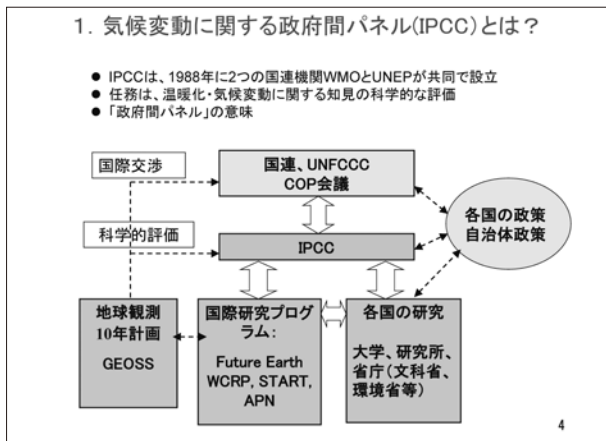 1. 気候変動に関する政府間パネル(IPCC)とは？
● IPCCは、1988年に2つの国連機関WMOとUNEPが共同で設立
● 任務は、温暖化・気候変動に関する知見の科学的な評価
● 「政府間パネル」の意味
国際交渉
国連、UNFCCC
COP会議
各国の政策
自治体政策
科学的評価
IPCC
地球観測
10年計画
GEOSS
国際研究プログ
ラム：
Future Earth
WCRP, START,
APN
各国の研究
大学、研究所、
省庁（文科省、
環境省等）
4